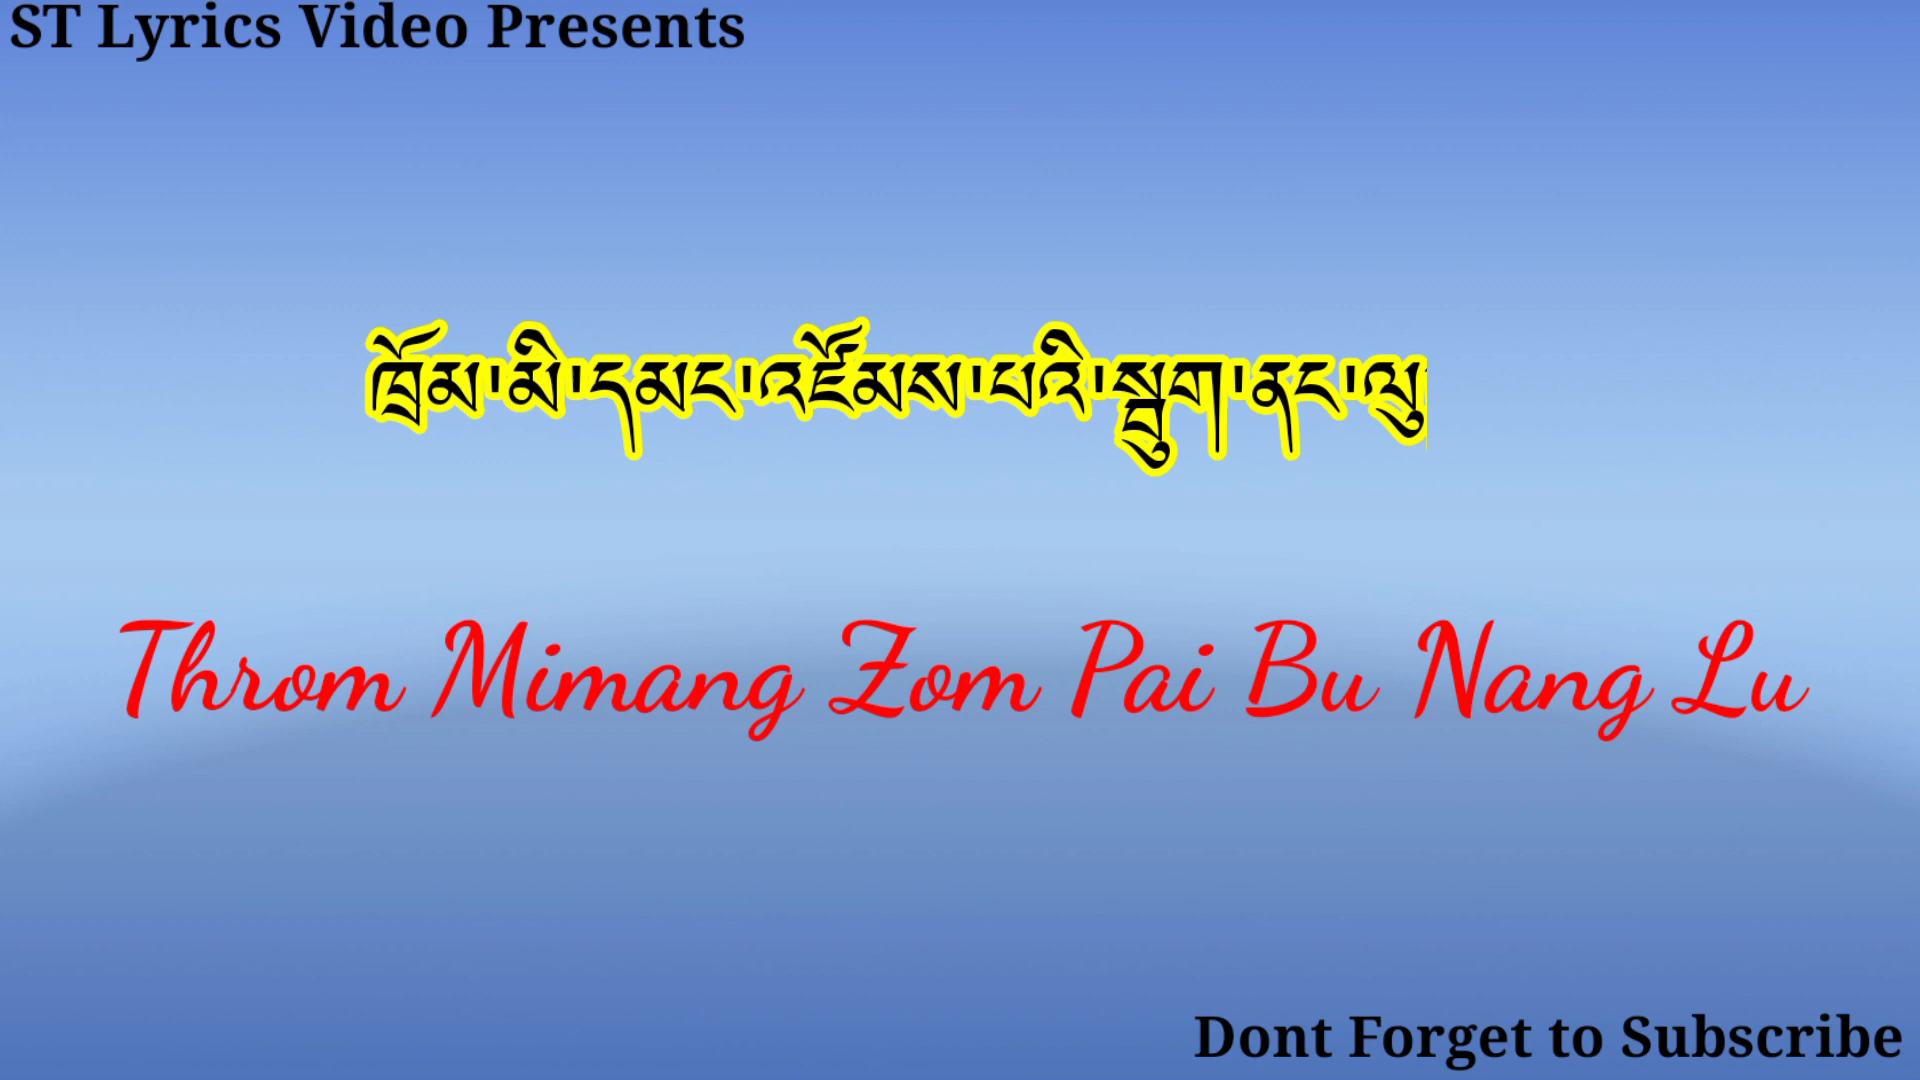 ST Lyrics Video Presents
ཁྲོམ་མི་དམང་འཛོམས་པའི་སྦུག་ནང་ལུ
Throm Mimang Zom Pai Bu Nang Lu
Dont Forget to Subscribe